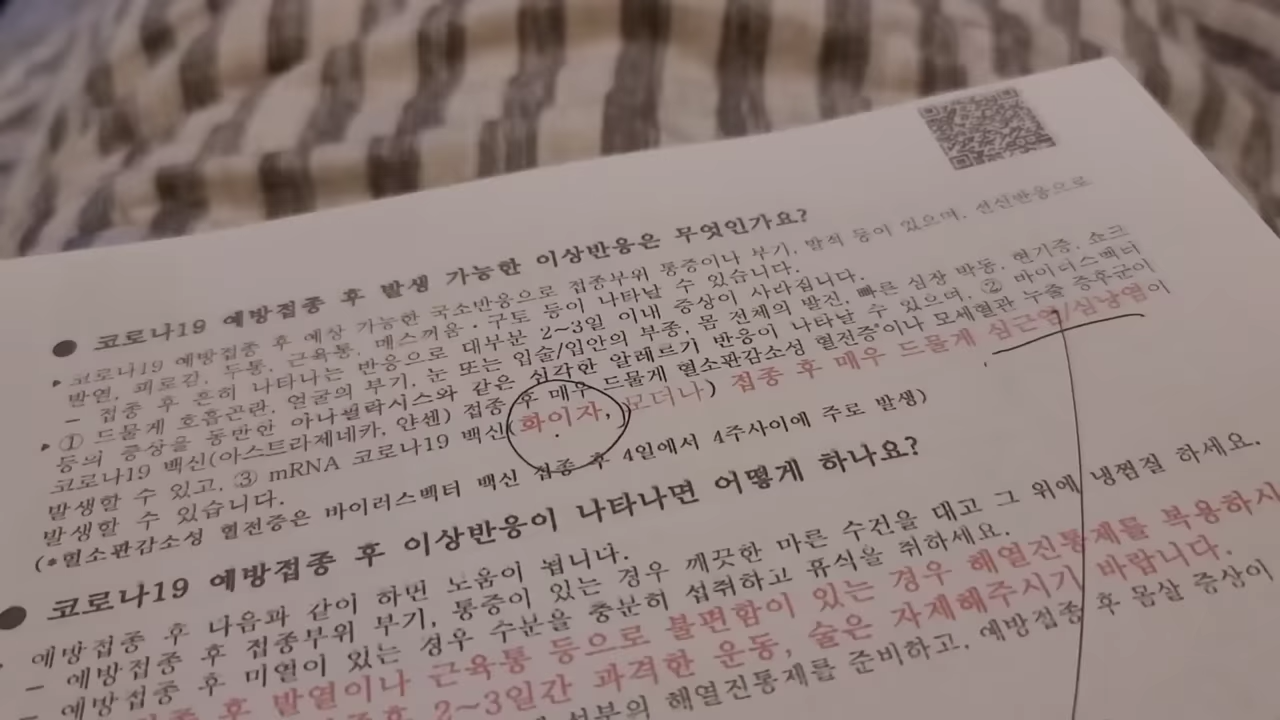 ● 코로나19 예방접종 후 발생 가능한 이상반응은 무엇인가요?
▸ 코로나19 예방접종 후 예상 가능한 국소반응으로 접종부위 통증이나 부기, 발적 등이 있으며, 전신반응으로
발열, 피로감, 두통, 근육통, 메스꺼움·구토 등이 나타날 수 있습니다.
- 접종 후 흔히 나타나는 반응으로 대부분 2~3일 이내 증상이 사라집니다.
▸ ① 드물게 호흡곤란, 얼굴의 부기, 눈 또는 입술/입안의 부종, 몸 전체의 발진, 빠른 심장 박동, 현기증, 쇼크
등의 증상을 동반한 아나필락시스와 같은 심각한 알레르기 반응이 나타날 수 있으며, ② 바이러스벡터
코로나19 백신(아스트라제네카, 얀센) 접종 후 매우 드물게 혈소판감소성 혈전증*이나 모세혈관 누출 증후군이
발생할 수 있고, ③ mRNA 코로나19 백신(화이자, 모더나) 접종 후 매우 드물게 심근염/심낭염이
발생할 수 있습니다.
(*혈소판감소성 혈전증은 바이러스벡터 백신 접종 후 4일에서 4주사이에 주로 발생)
● 코로나19 예방접종 후 이상반응이 나타나면 어떻게 하나요?
예방접종 후 다음과 같이 하면 도움이 됩니다.
- 예방접종 후 접종부위 부기, 통증이 있는 경우 깨끗한 마른 수건을 대고 그 위에 냉찜질 하세요.
- 예방접종 후 미열이 있는 경우 수분을 충분히 섭취하고 휴식을 취하세요.
후 발열이나 근육통 등으로 불편함이 있는 경우 해열진통제를 복용하시
2~3일간 과격한 운동, 술은 자제해주시기 바랍니다.
해열진통제를 준비하고, 예방접종 후 몸살 증상이